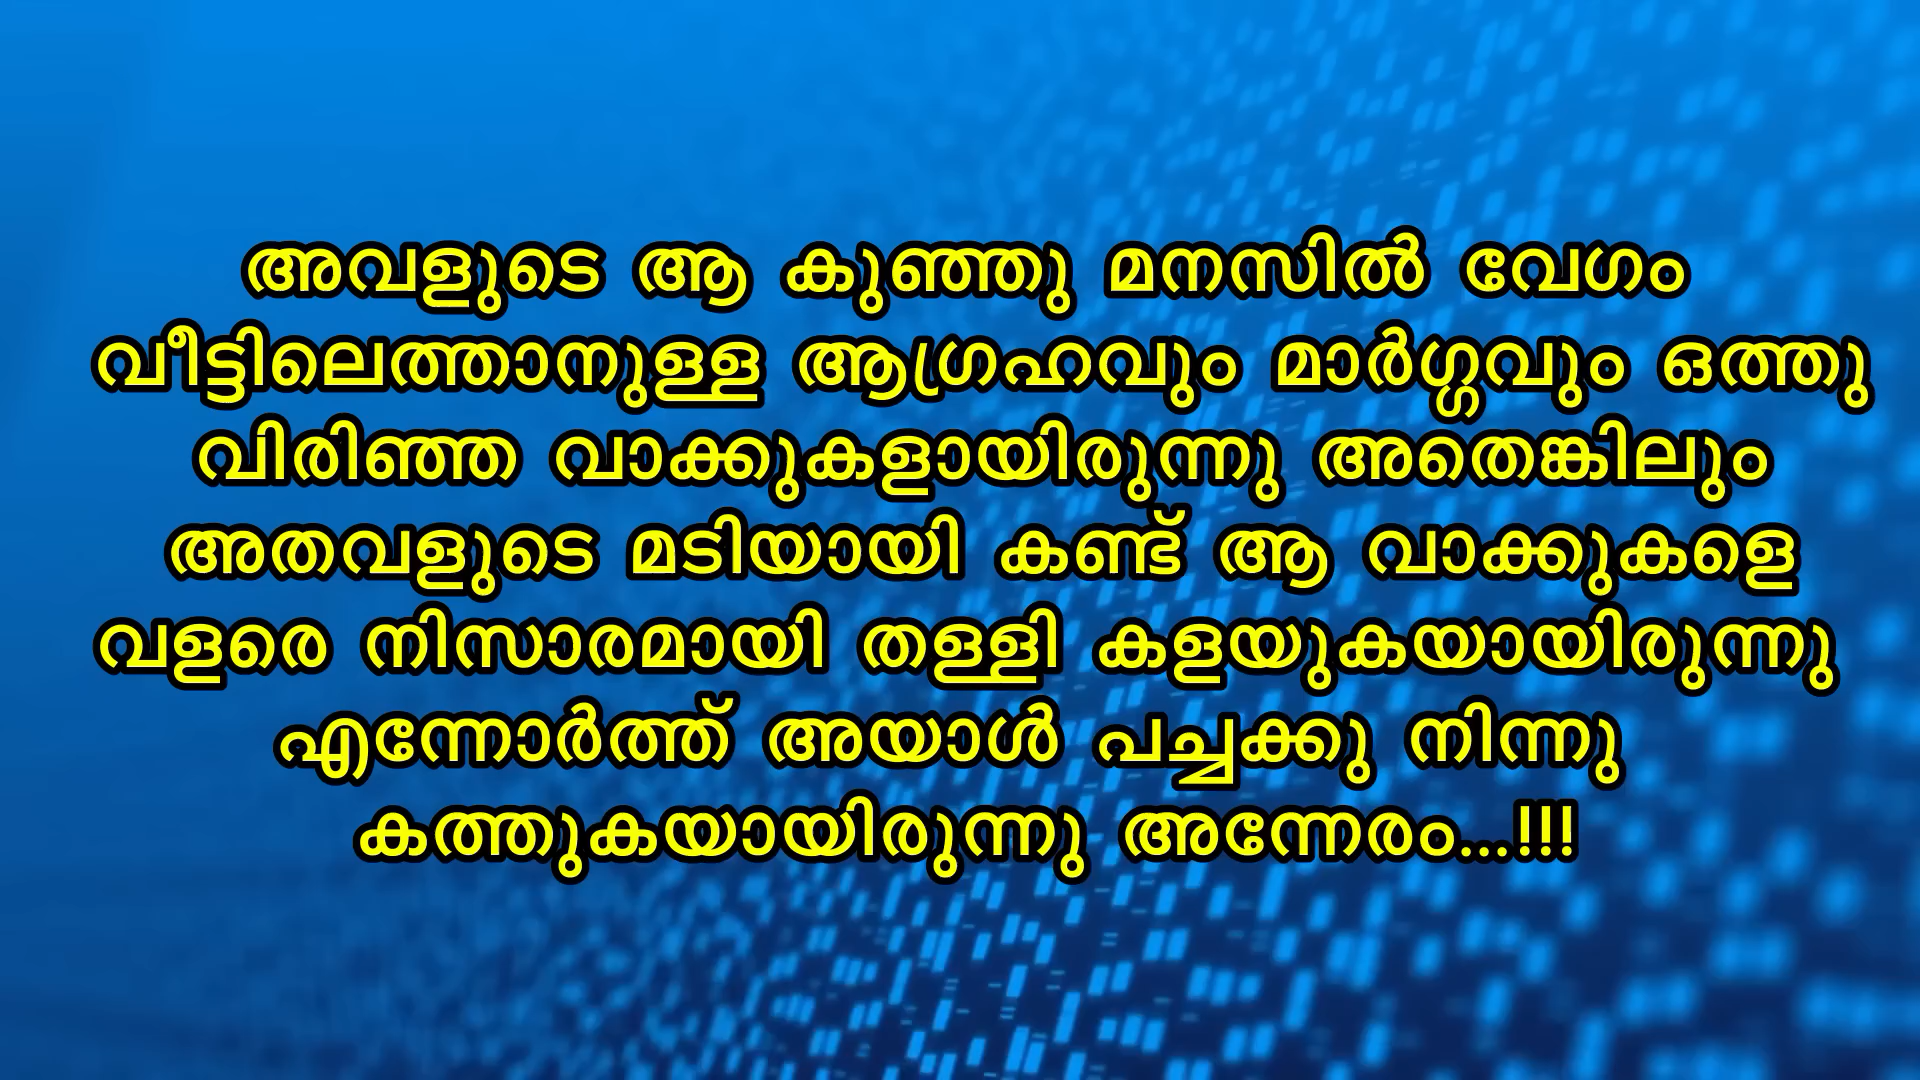 അവളുടെ ആ കുഞ്ഞു മനസിൽ വേഗം
വീട്ടിലെത്താനുള്ള ആഗ്രഹവും മാർഗ്ഗവും ഒത്തു
വിരിഞ്ഞ വാക്കുകളായിരുന്നു അതെങ്കിലും
അതവളുടെ മടിയായി കണ്ട് ആ വാക്കുകളെ
വളരെ നിസാരമായി തള്ളി കളയുകയായിരുന്നു
എന്നോർത്ത് അയാൾ പച്ചക്കു നിന്നു
കത്തുകയായിരുന്നു അന്നേരം...!!!